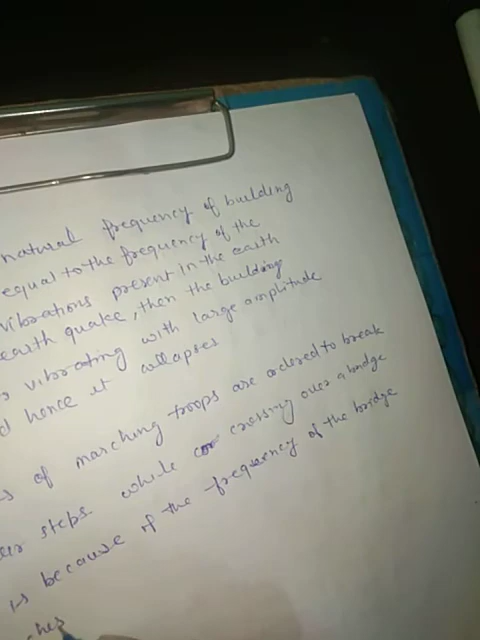 natural frequency of building
equal to the frequency of the
vibrations present in the earth
earth quake, then the building
vibrating with large amplitude
hence it collapses
of marching troops are ordered to break
steps while crossing over a bridge
is because of the frequency of the bridge